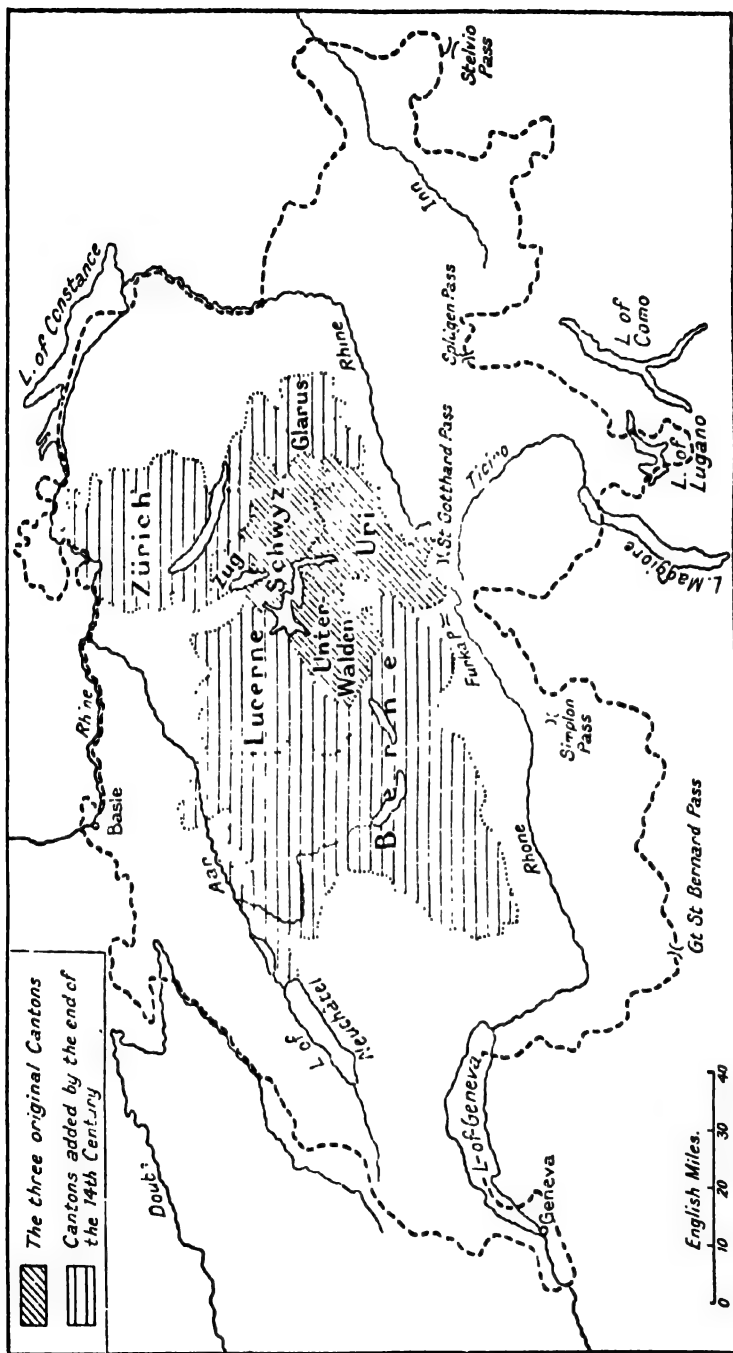 The three original Cantons
Cantons added by the end of
the 14th Century
Basle
Rhine
L. of Constance
Zürich
Aar
Lucerne
Zug
Schwyz
Glarus
Unter
Walden
Uri
Berne
Rhine
Inn
Stelvio
Pass
Splügen Pass
St Gotthard Pass
Furka P
Ticino
L. of
Como
L. of
Lugano
L. Maggiore
Simplon
Pass
Rhone
Gt St Bernard Pass
L. of
Neuchâtel
L. of Geneva
Geneva
English Miles.
0 10 20 30 40